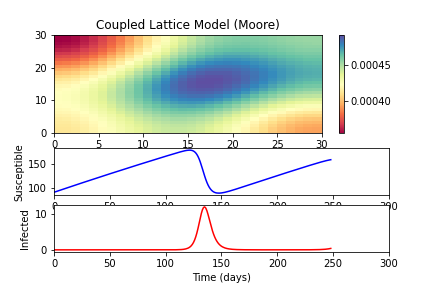 Coupled Lattice Model (Moore)
30
20
10
0
0 5 10 15 20 25 30
0.00045
0.00040
Susceptible
150
100
0 50 100 150 200 250 300
Infected
10
0
0 50 100 150 200 250 300
Time (days)